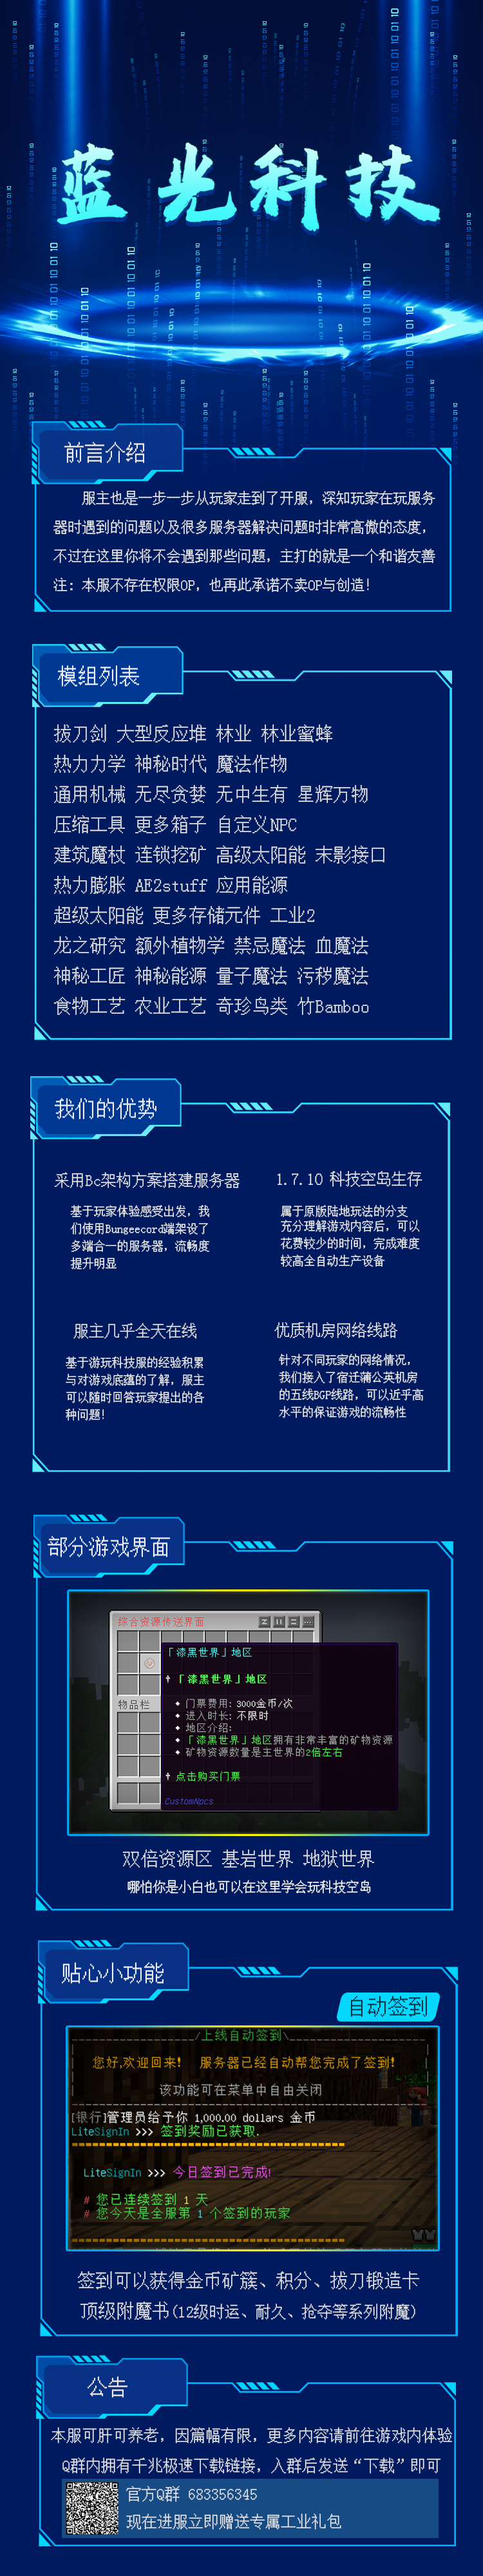 蓝光科技
前言介绍
服主也是一步一步从玩家走到了开服，深知玩家在玩服务
器时遇到的问题以及很多服务器解决问题时非常高傲的态度，
不过在这里你将不会遇到那些问题，主打的就是一个和谐友善
注：本服不存在权限OP，也再此承诺不卖OP与创造！
模组列表
拔刀剑 大型反应堆 林业 林业蜜蜂
热力力学 神秘时代 魔法作物
通用机械 无尽贪婪 无中生有 星辉万物
压缩工具 更多箱子 自定义NPC
建筑魔杖 连锁挖矿 高级太阳能 末影接口
热力膨胀 AE2stuff 应用能源
超级太阳能 更多存储元件 工业2
龙之研究 额外植物学 禁忌魔法 血魔法
神秘工匠 神秘能源 量子魔法 污秽魔法
食物工艺 农业工艺 奇珍鸟类 竹Bamboo
我们的优势
采用Bc架构方案搭建服务器
基于玩家体验感受出发，我
们使用Bungeecord端架设了
多端合一的服务器，流畅度
提升明显
1.7.10 科技空岛生存
属于原版陆地玩法的分支
充分理解游戏内容后，可以
花费较少的时间，完成难度
较高全自动生产设备
服主几乎全天在线
基于游玩科技服的经验积累
与对游戏底蕴的了解，服主
可以随时回答玩家提出的各
种问题！
优质机房网络线路
针对不同玩家的网络情况，
我们接入了宿迁蒲公英机房
的五线BGP线路，可以近乎高
水平的保证游戏的流畅性
部分游戏界面
综合资源传送界面
「漆黑世界」地区
✝「漆黑世界」地区
◆ 门票费用: 3000金币/次
◆ 进入时长: 不限时
◆ 地区介绍:
◆ 「漆黑世界」地区拥有非常丰富的矿物资源
◆ 矿物资源数量是主世界的2倍左右
✝ 点击购买门票
CustomNpcs
物品栏
双倍资源区 基岩世界 地狱世界
哪怕你是小白也可以在这里学会玩科技空岛
贴心小功能
自动签到
/上线自动签到\
您好,欢迎回来! 服务器已经自动帮您完成了签到!
该功能可在菜单中自由关闭
[银行]管理员给予你 1,000.00 dollars 金币
LiteSignIn >>> 签到奖励已获取.
LiteSignIn >>> 今日签到已完成!
# 您已连续签到 1 天
# 您今天是全服第 1 个签到的玩家
签到可以获得金币矿簇、积分、拔刀锻造卡
顶级附魔书(12级时运、耐久、抢夺等系列附魔)
公告
本服可肝可养老，因篇幅有限，更多内容请前往游戏内体验
Q群内拥有千兆极速下载链接，入群后发送“下载”即可
官方Q群 683356345
现在进服立即赠送专属工业礼包